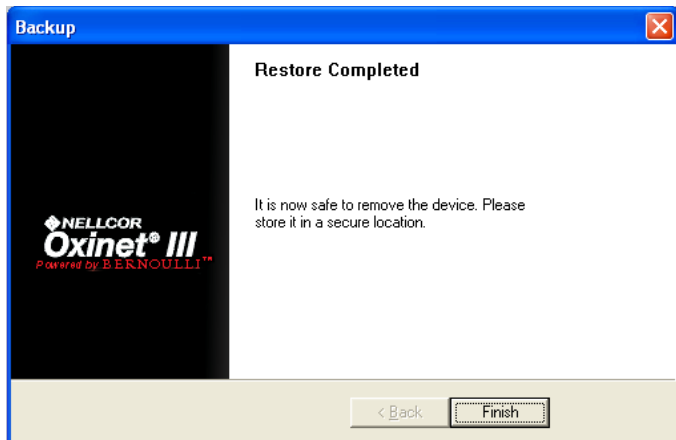 Backup
Restore Completed
It is now safe to remove the device. Please
store it in a secure location.
NELLCOR
Oxinet® III
Powered by BERNOULLI™
< Back
Finish